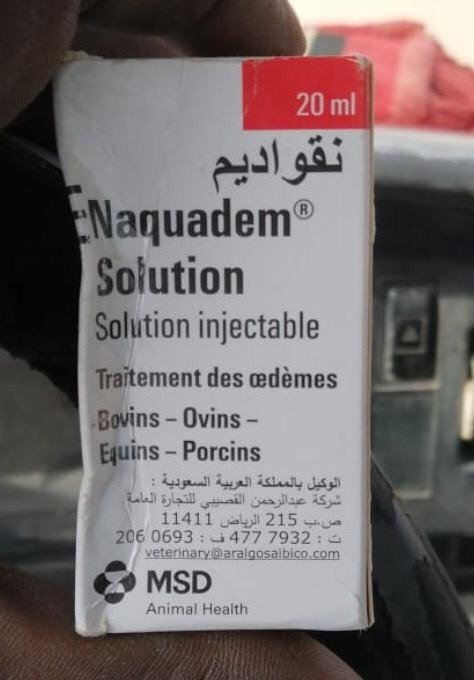 20 ml
نقواديم
Naquadem®
Solution
Solution injectable
Traitement des œdèmes
Bovins – Ovins –
Equins – Porcins
الوكيل بالمملكة العربية السعودية :
شركة عبدالرحمن القصيبي للتجارة العامة
ص.ب 215 الرياض 11411
ت : 7932 477 ف : 0693 206
veterinary@aralgosaibico.com
MSD
Animal Health